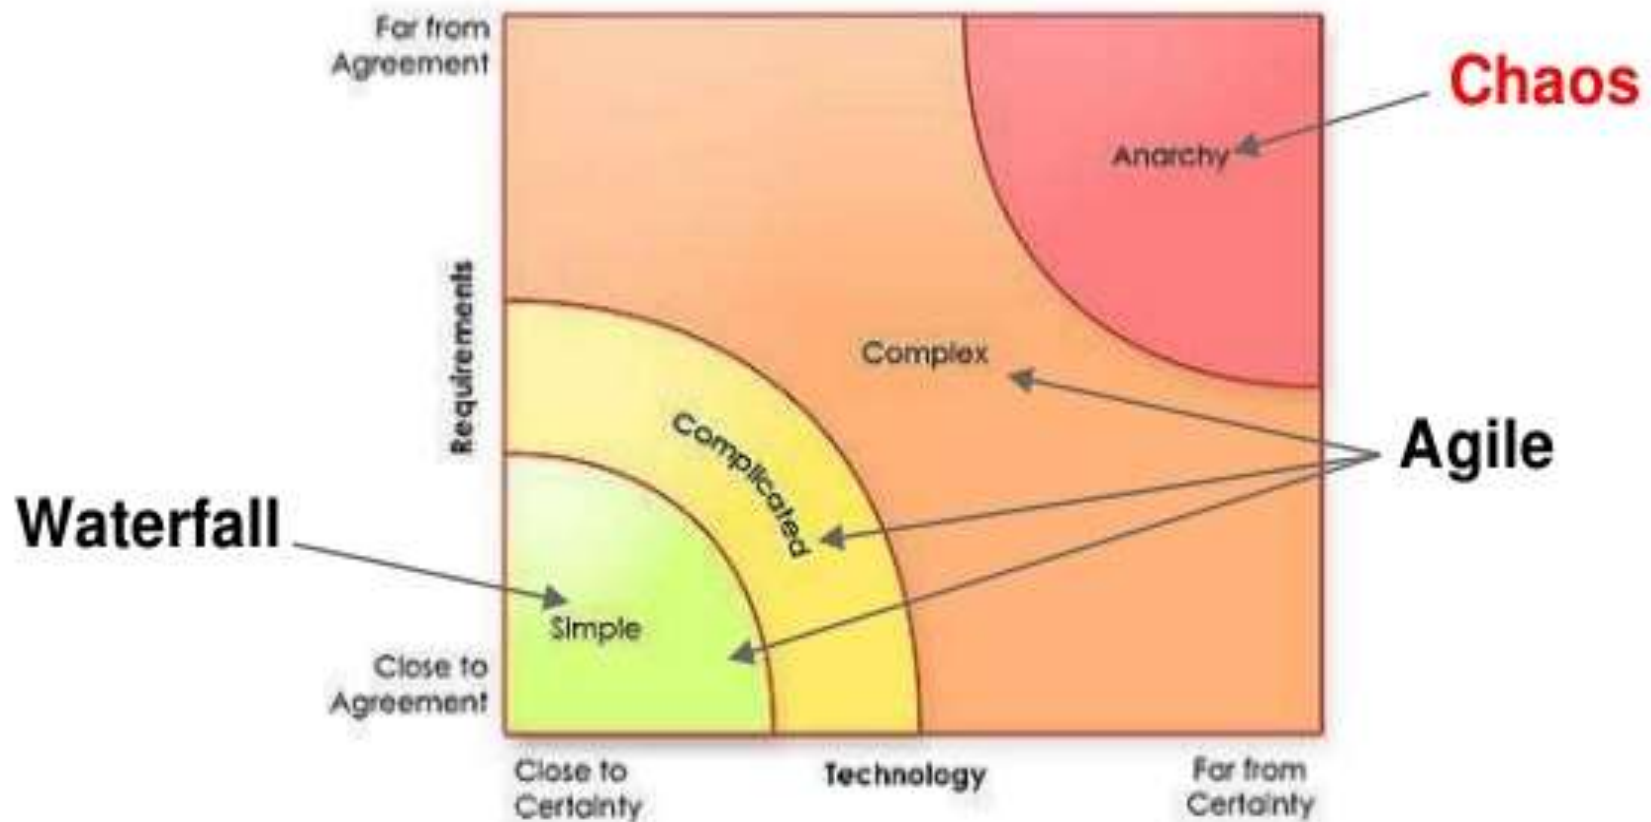 Far from
Agreement
Chaos
Anarchy
Requirements
Complex
Complicated
Agile
Waterfall
Simple
Close to
Agreement
Close to
Certainty
Technology
Far from
Certainty